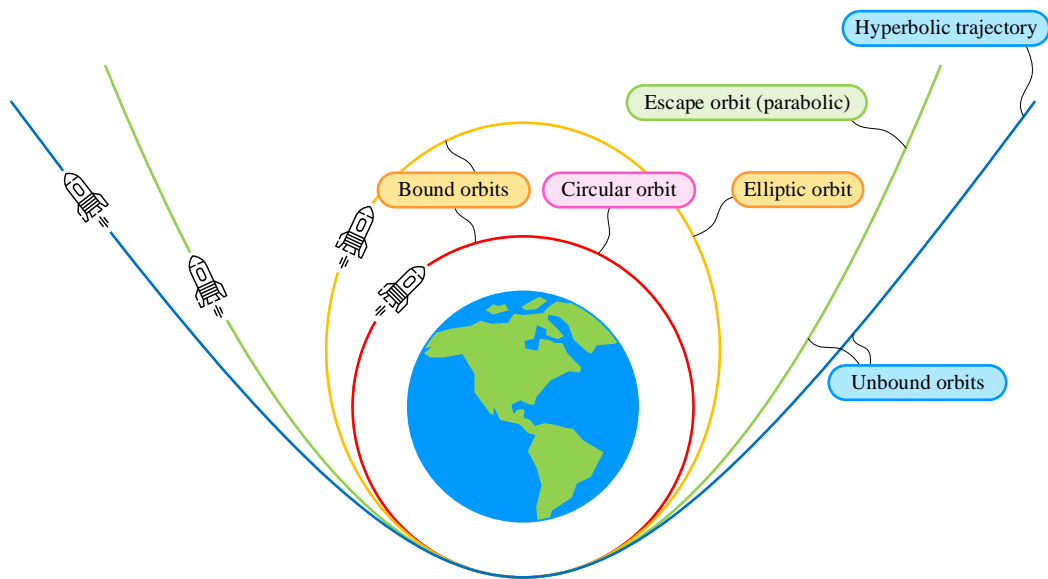 Hyperbolic trajectory
Escape orbit (parabolic)
Bound orbits
Circular orbit
Elliptic orbit
Unbound orbits